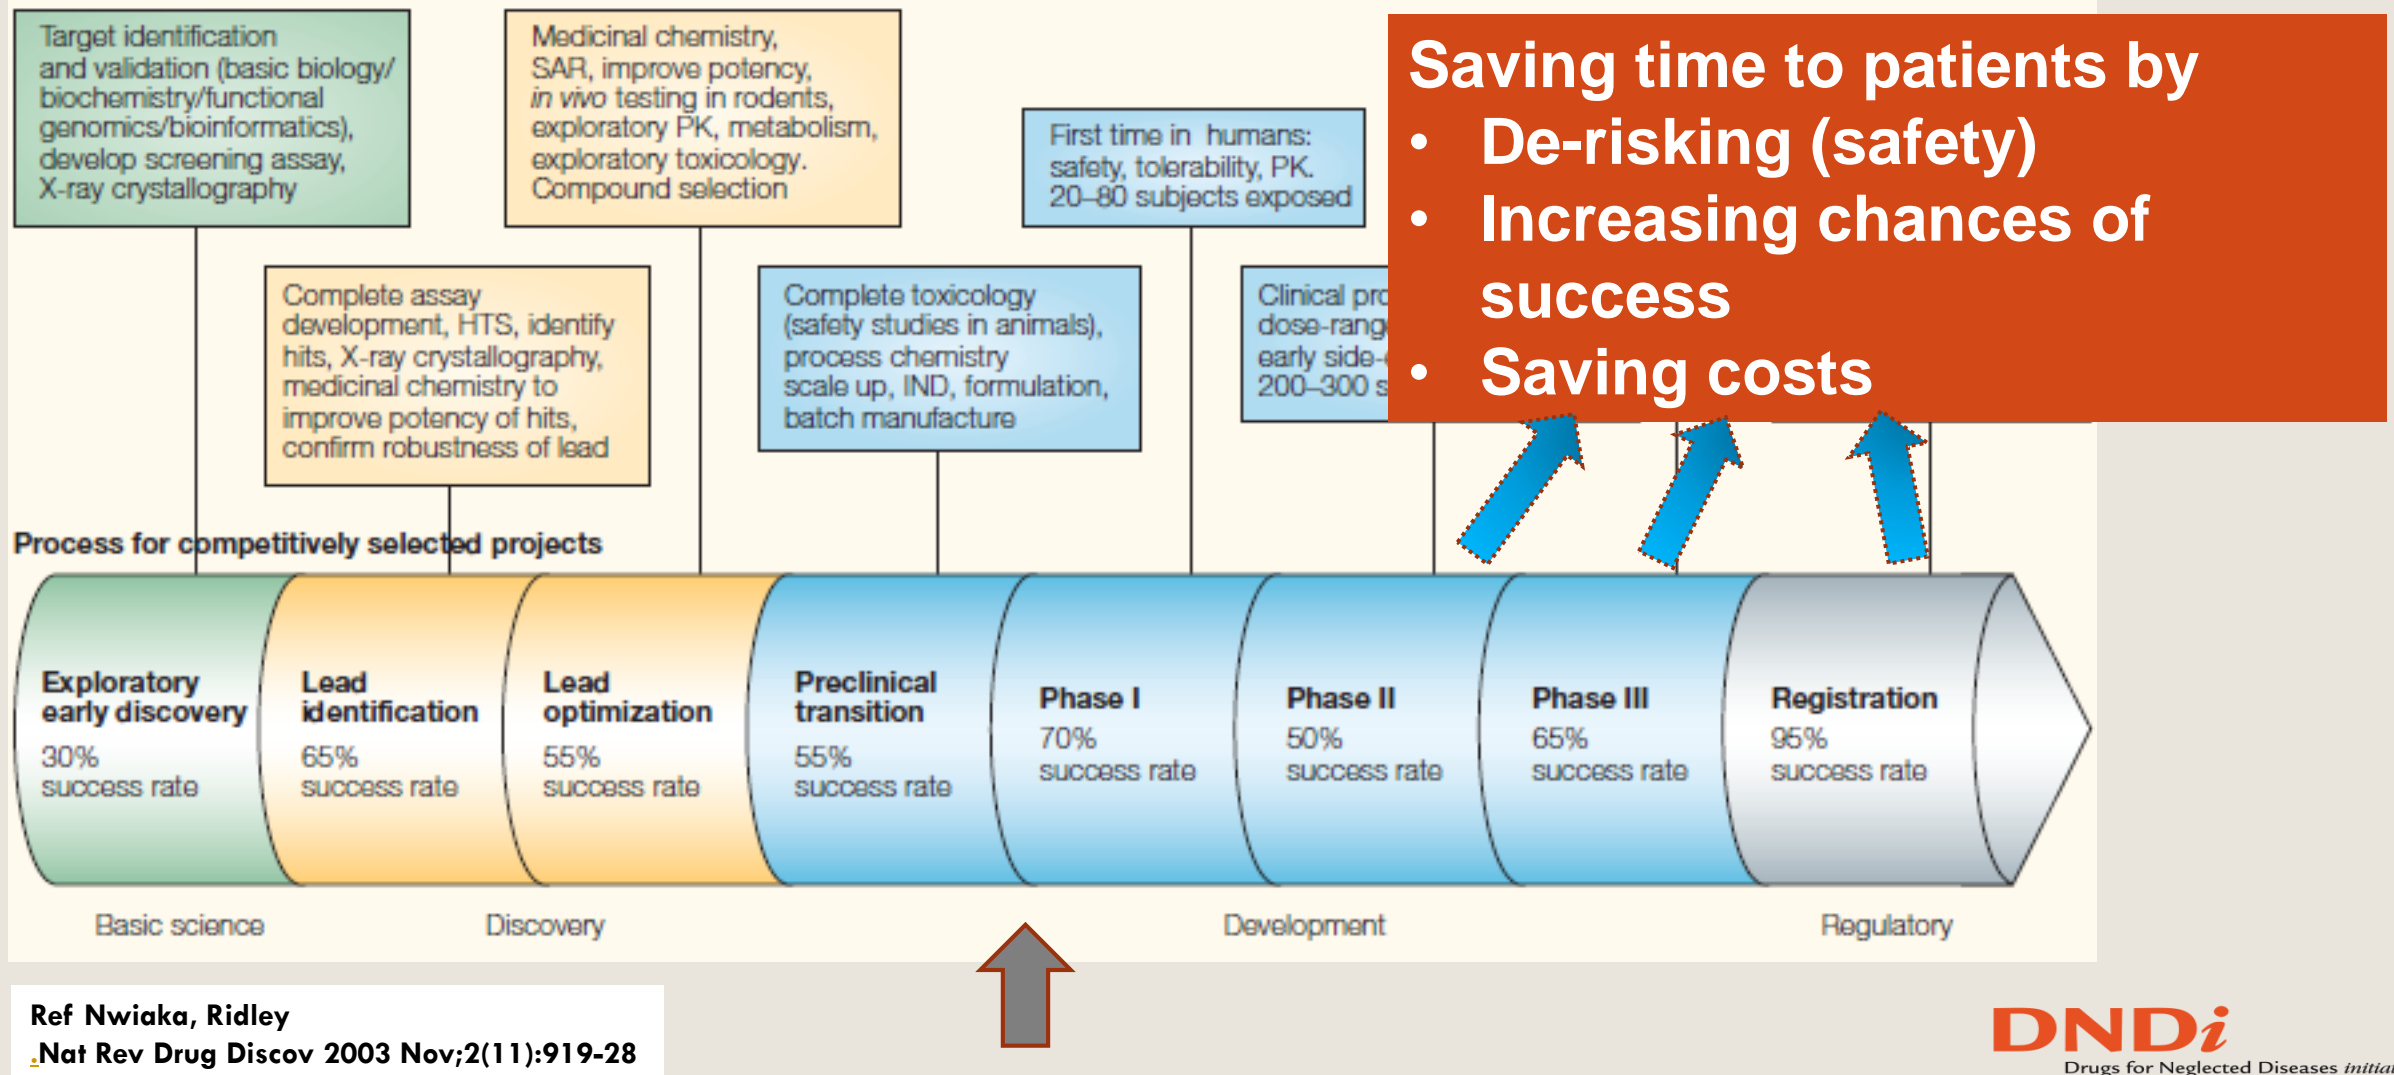 Target identification
and validation (basic biology/
biochemistry/functional
genomics/bioinformatics),
develop screening assay,
X-ray crystallography
Medicinal chemistry,
SAR, improve potency,
in vivo testing in rodents,
exploratory PK, metabolism,
exploratory toxicology.
Compound selection
First time in humans:
safety, tolerability, PK.
20–80 subjects exposed
Saving time to patients by
• De-risking (safety)
• Increasing chances of
success
• Saving costs
Complete assay
development, HTS, identify
hits, X-ray crystallography,
medicinal chemistry to
improve potency of hits,
confirm robustness of lead
Complete toxicology
(safety studies in animals),
process chemistry
scale up, IND, formulation,
batch manufacture
Clinical
early
200–300
Process for competitively selected projects
Exploratory
early discovery
30%
success rate
Lead
identification
65%
success rate
Lead
optimization
55%
success rate
Preclinical
transition
55%
success rate
Phase I
70%
success rate
Phase II
50%
success rate
Phase III
65%
success rate
Registration
95%
success rate
Basic science
Discovery
Development
Regulatory
Ref Nwiaka, Ridley
.Nat Rev Drug Discov 2003 Nov;2(11):919-28
DNDi
Drugs for Neglected Diseases